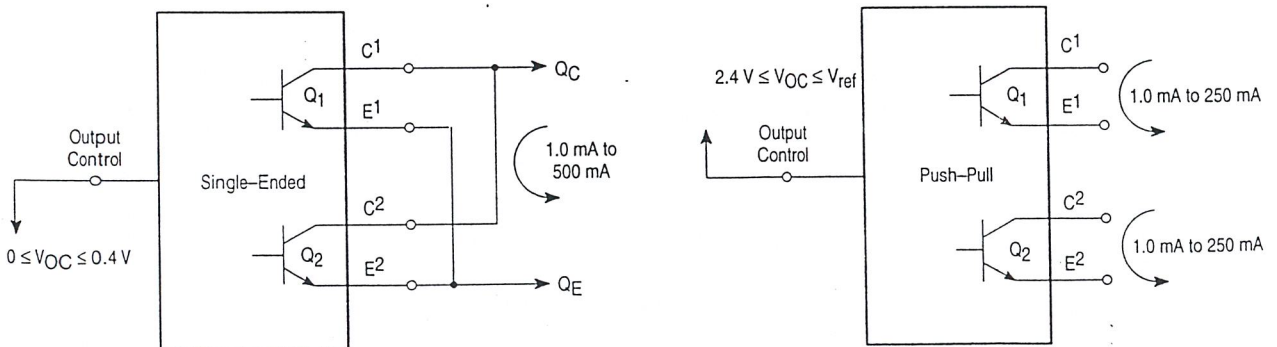 C1
Q1
E1
QC
Output
Control
Single–Ended
1.0 mA to
500 mA
0 ≤ VOC ≤ 0.4 V
C2
Q2
E2
QE
2.4 V ≤ VOC ≤ Vref
C1
Q1
E1
1.0 mA to 250 mA
Output
Control
Push–Pull
C2
Q2
E2
1.0 mA to 250 mA